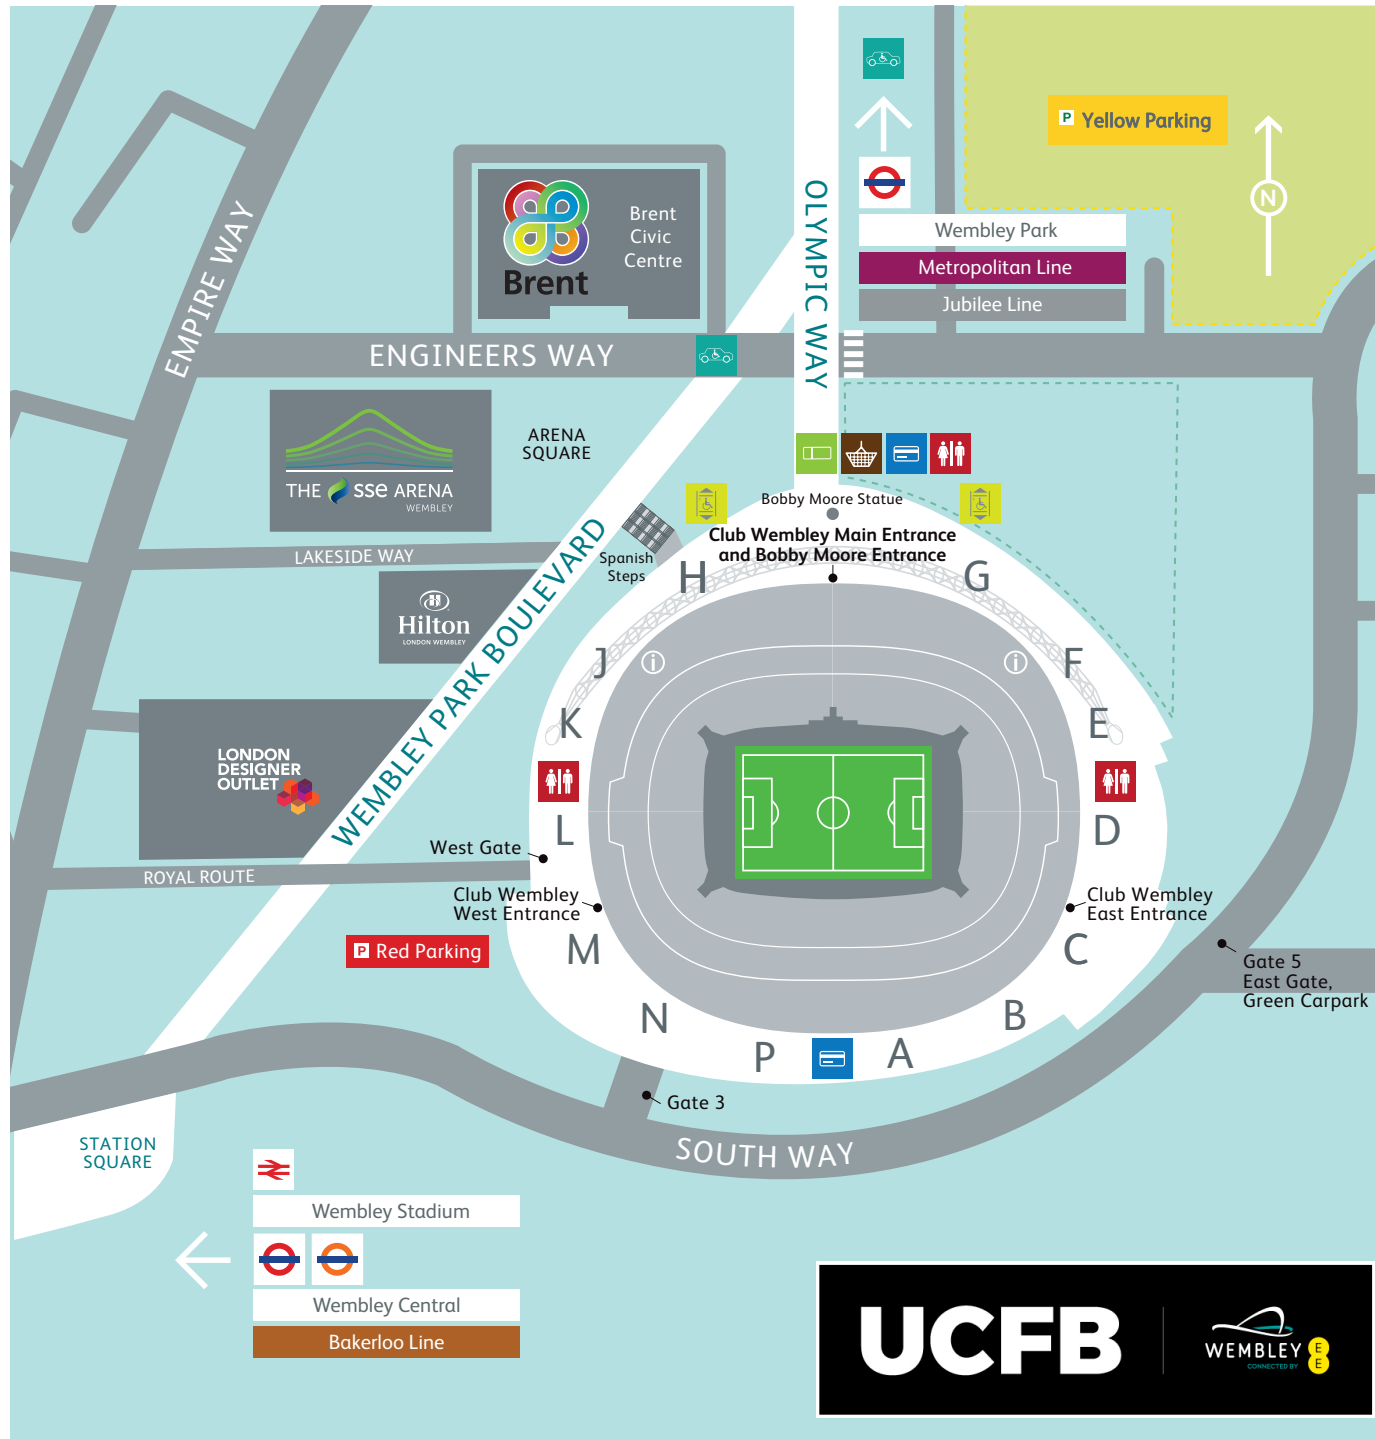 P Yellow Parking
N
Wembley Park
Metropolitan Line
Jubilee Line
OLYMPIC WAY
Brent
Brent
Civic
Centre
EMPIRE WAY
ENGINEERS WAY
THE sse ARENA
WEMBLEY
ARENA
SQUARE
LAKESIDE WAY
Hilton
LONDON WEMBLEY
WEMBLEY PARK BOULEVARD
Spanish
Steps
Bobby Moore Statue
Club Wembley Main Entrance
and Bobby Moore Entrance
H
G
J
i
i
F
K
E
LONDON
DESIGNER
OUTLET
L
D
West Gate
ROYAL ROUTE
Club Wembley
West Entrance
Club Wembley
East Entrance
P Red Parking
M
C
Gate 5
East Gate,
Green Carpark
N
B
P
A
Gate 3
SOUTH WAY
STATION
SQUARE
Wembley Stadium
Wembley Central
Bakerloo Line
UCFB
WEMBLEY
CONNECTED BY
EE